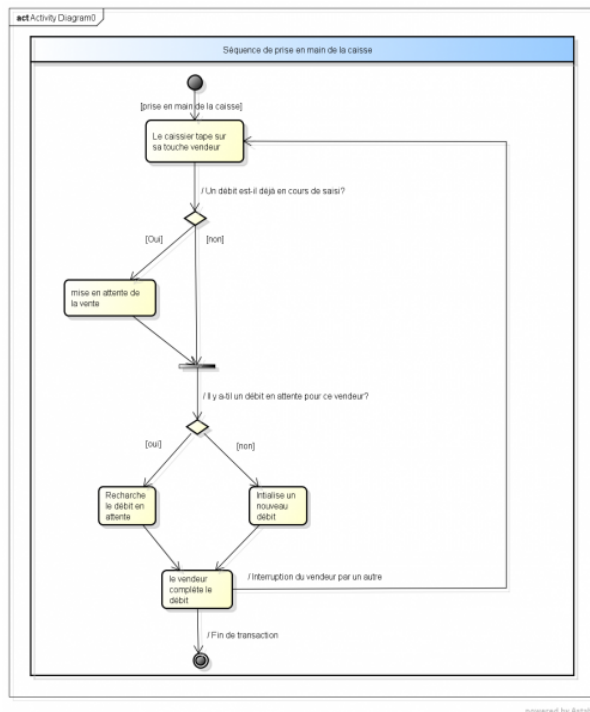 act Activity Diagram0
Séquence de prise en main de la caisse
[prise en main de la caisse]
Le caissier tape sur
sa touche vendeur
/ Un débit est-il déjà en cours de saisi?
[Oui]
[non]
mise en attente de
la vente
/ Il y a-til un débit en attente pour ce vendeur?
[oui]
[non]
Recharche
le débit en
attente
Intialise un
nouveau
débit
le vendeur
complète le
débit
/ Interruption du vendeur par un autre
/ Fin de transaction
powered by